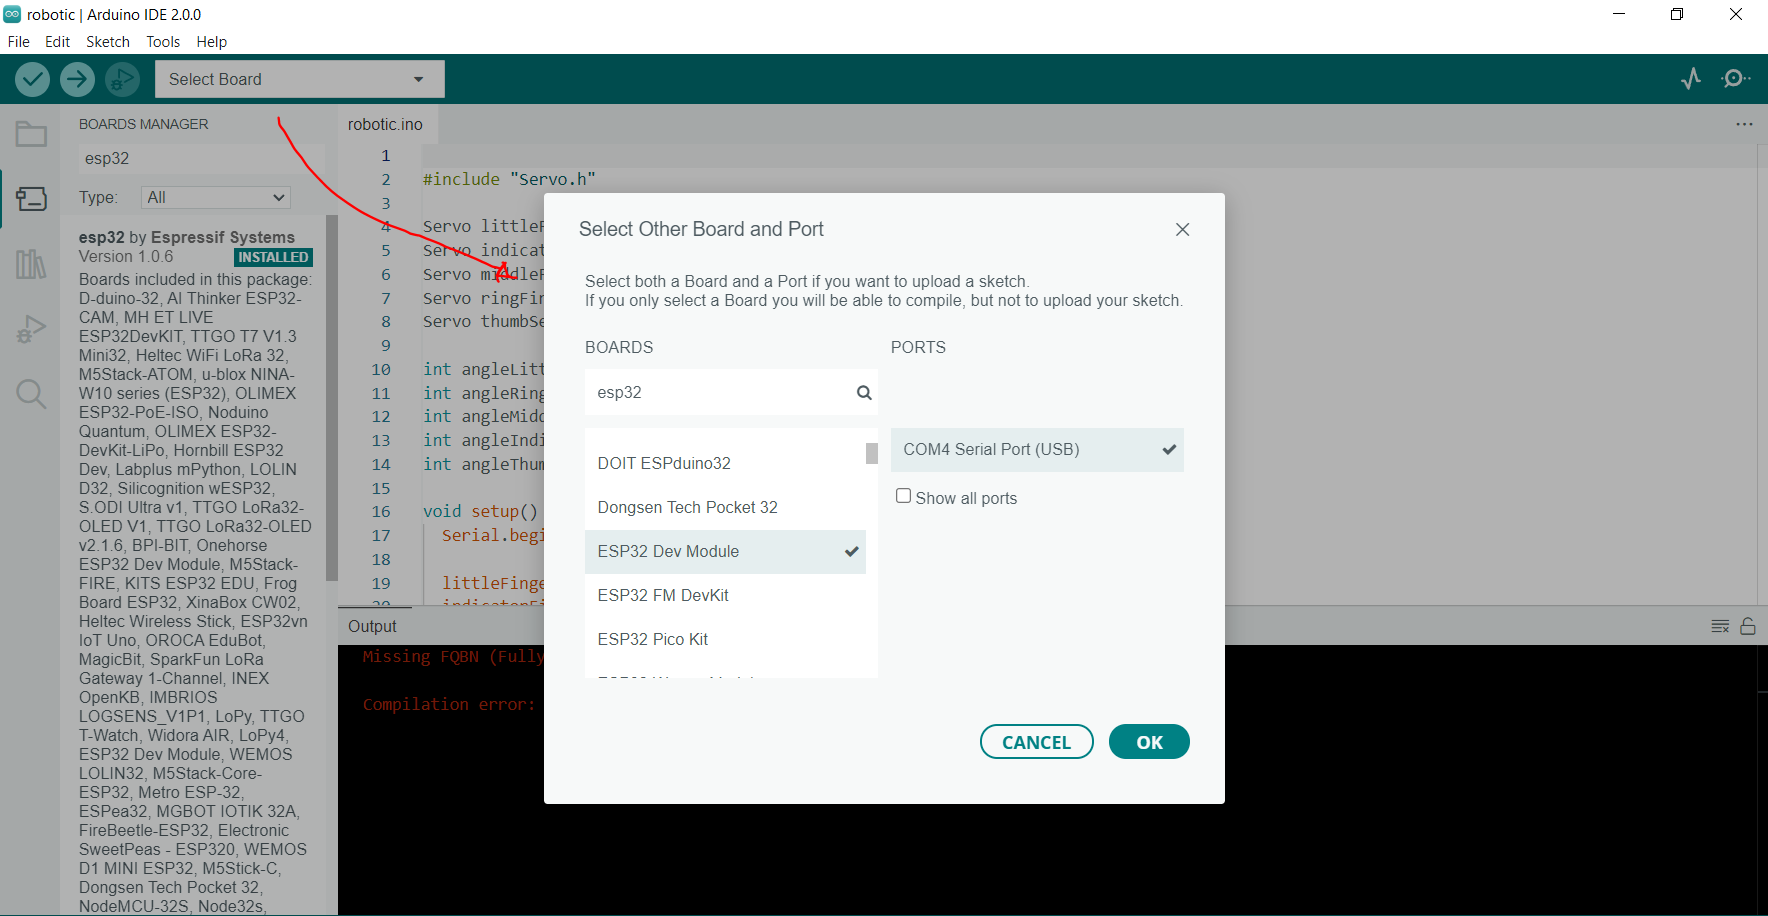 robotic | Arduino IDE 2.0.0
File Edit Sketch Tools Help
Select Board
BOARDS MANAGER
esp32
Type: All
esp32 by Espressif Systems
Version 1.0.6 INSTALLED
Boards included in this package:
D-duino-32, AI Thinker ESP32-
CAM, MH ET LIVE
ESP32DevKIT, TTGO T7 V1.3
Mini32, Heltec WiFi LoRa 32,
M5Stack-ATOM, u-blox NINA-
W10 series (ESP32), OLIMEX
ESP32-PoE-ISO, Noduino
Quantum, OLIMEX ESP32-
DevKit-LiPo, Hornbill ESP32
Dev, Labplus mPython, LOLIN
D32, Silicognition wESP32,
S.ODI Ultra v1, TTGO LoRa32-
OLED V1, TTGO LoRa32-OLED
v2.1.6, BPI-BIT, Onehorse
ESP32 Dev Module, M5Stack-
FIRE, KITS ESP32 EDU, Frog
Board ESP32, XinaBox CW02,
Heltec Wireless Stick, ESP32vn
IoT Uno, OROCA EduBot,
MagicBit, SparkFun LoRa
Gateway 1-Channel, INEX
OpenKB, IMBRIOS
LOGSENS_V1P1, LoPy, TTGO
T-Watch, Widora AIR, LoPy4,
ESP32 Dev Module, WEMOS
LOLIN32, M5Stack-Core-
ESP32, Metro ESP-32,
ESPea32, MGBOT IOTIK 32A,
FireBeetle-ESP32, Electronic
SweetPeas - ESP320, WEMOS
D1 MINI ESP32, M5Stick-C,
Dongsen Tech Pocket 32,
NodeMCU-32S, Node32s,
robotic.ino
1
2 #include "Servo.h"
3
4 Servo littleF
5 Servo indicat
6 Servo middleF
7 Servo ringFin
8 Servo thumbSe
9
10 int angleLitt
11 int angleRing
12 int angleMidd
13 int angleIndi
14 int angleThum
15
16 void setup()
17 Serial.begi
18
19 littleFinge
Output
Missing FQBN (Fully
Compilation error:
Select Other Board and Port
Select both a Board and a Port if you want to upload a sketch.
If you only select a Board you will be able to compile, but not to upload your sketch.
BOARDS
esp32
DOIT ESPduino32
Dongsen Tech Pocket 32
ESP32 Dev Module
ESP32 FM DevKit
ESP32 Pico Kit
PORTS
COM4 Serial Port (USB)
Show all ports
CANCEL OK